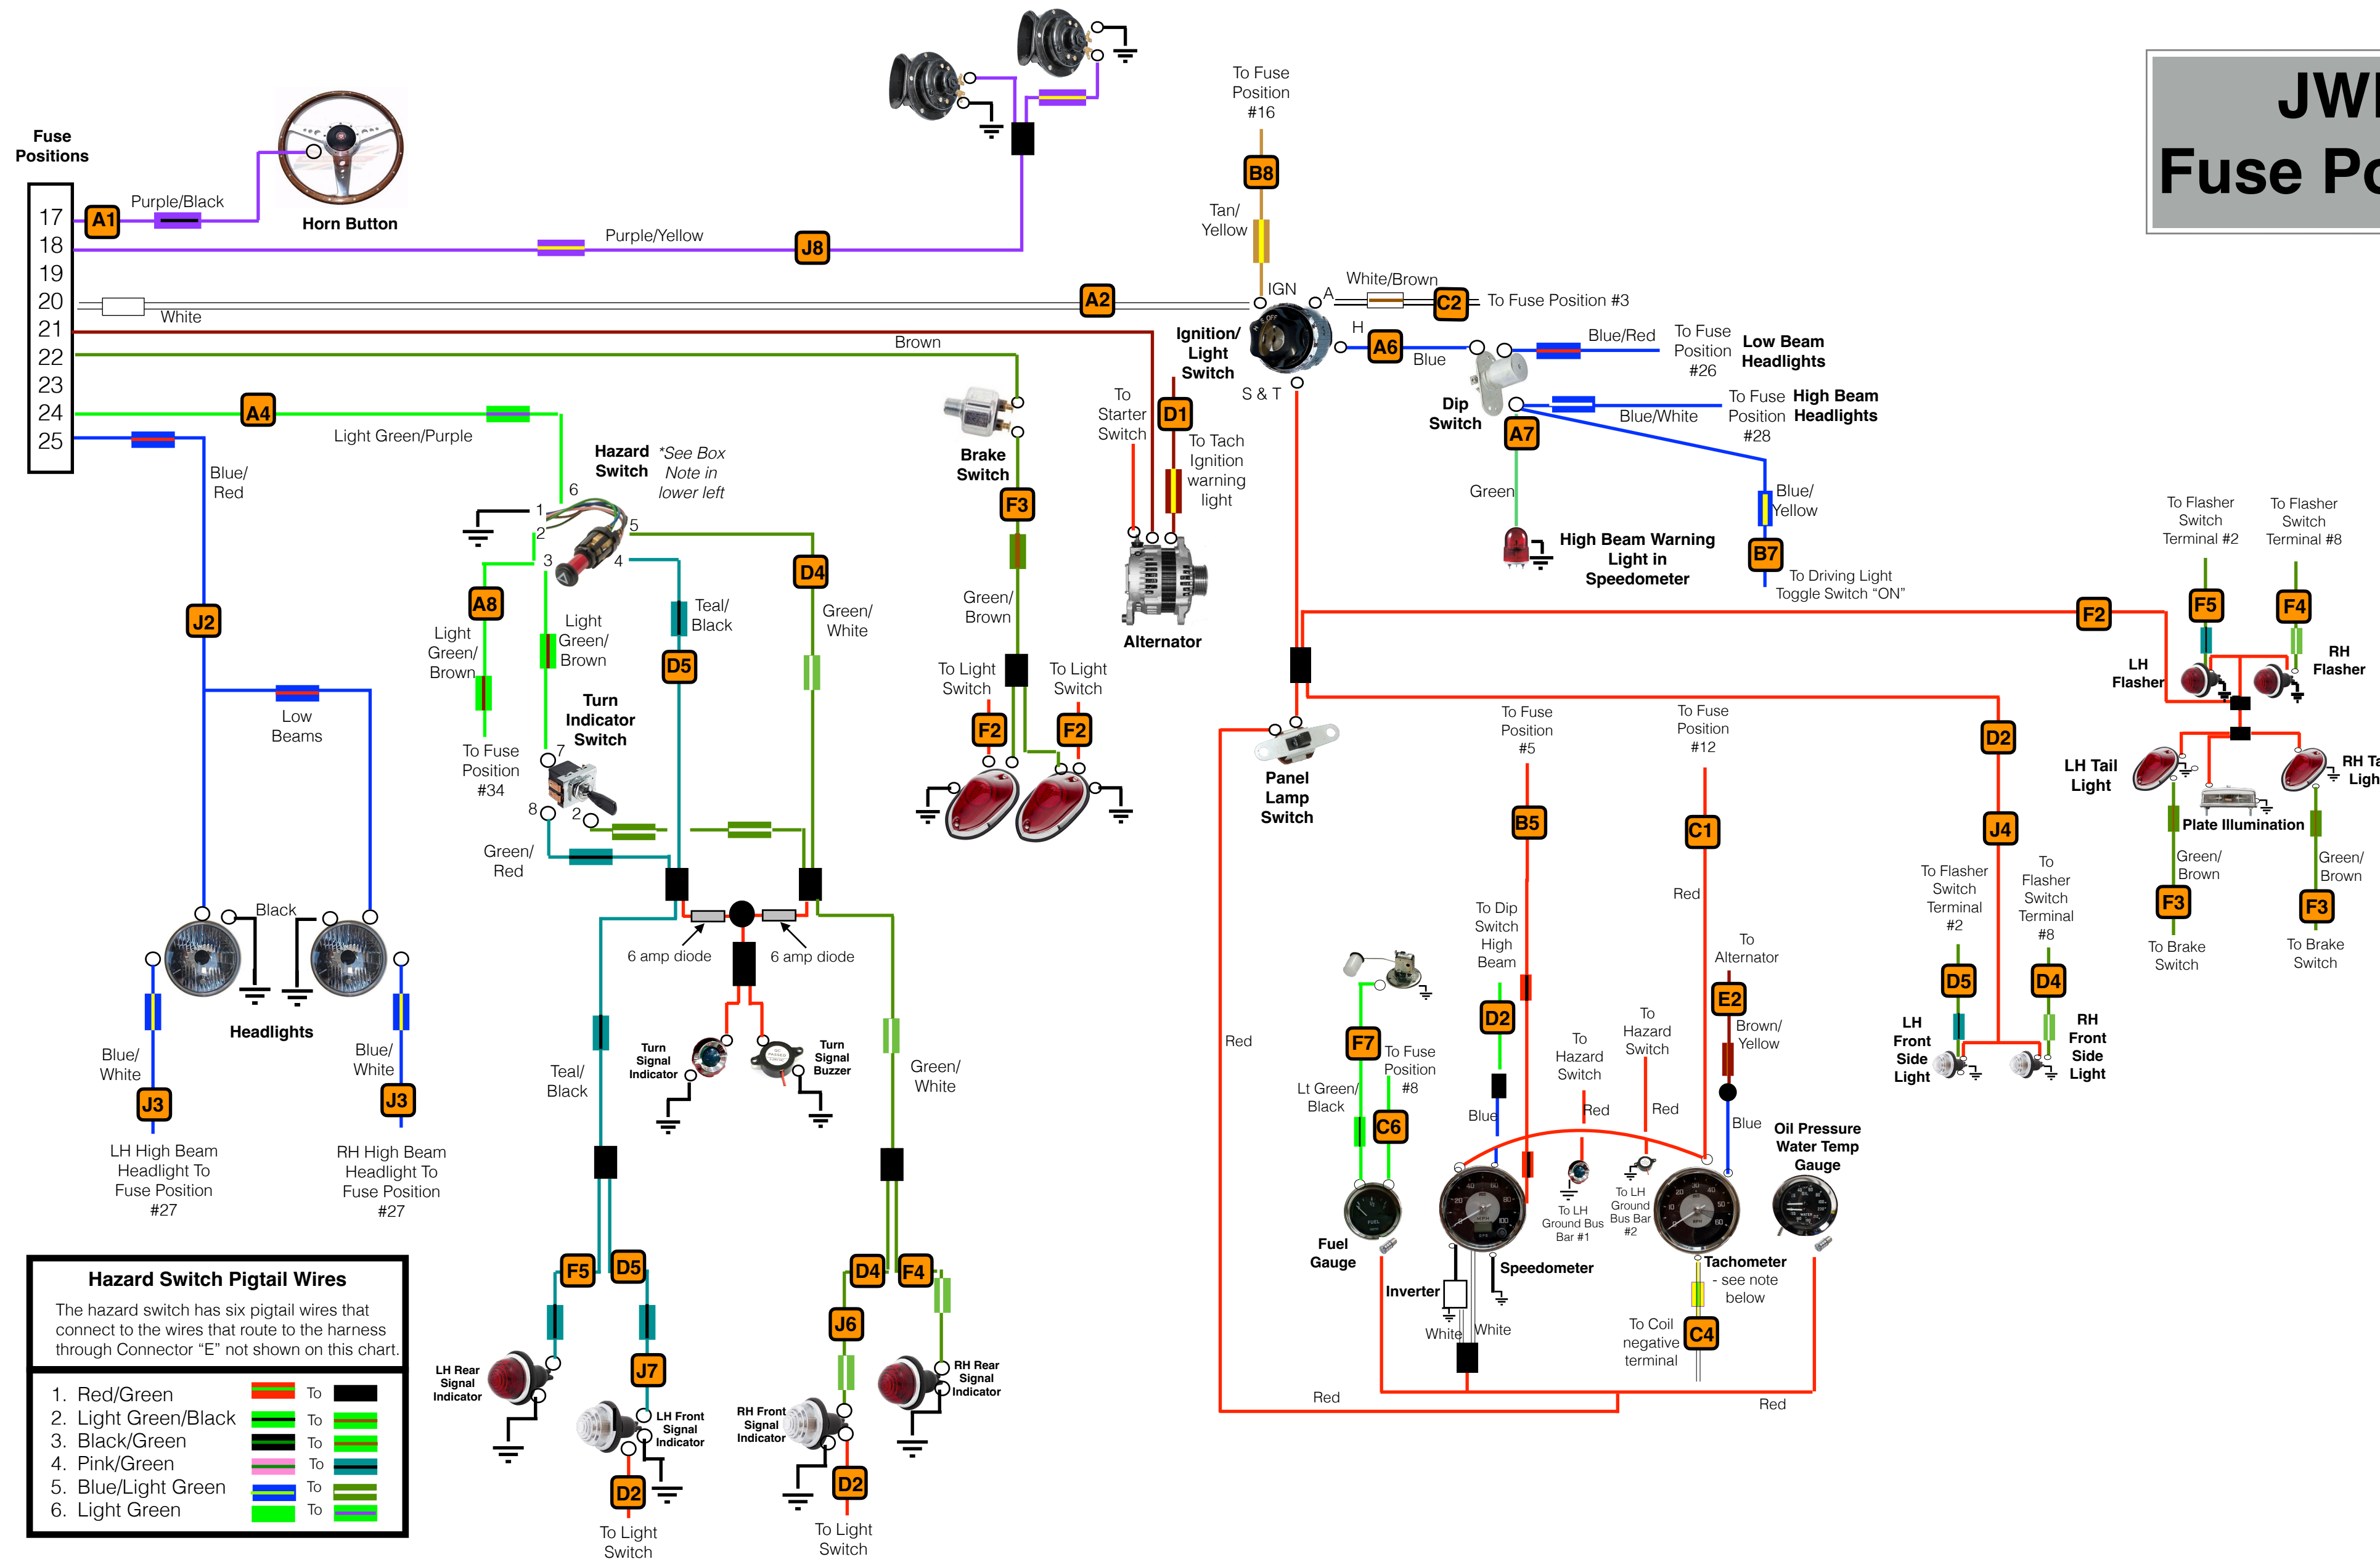 JWI
Fuse Po
Fuse
Positions
17
18
19
20
21
22
23
24
25
A1
Purple/Black
Horn Button
Purple/Yellow
J8
White
A2
Brown
A4
Light Green/Purple
Blue/
Red
J2
Low
Beams
Black
Headlights
Blue/
White
J3
LH High Beam
Headlight To
Fuse Position
#27
Blue/
White
J3
RH High Beam
Headlight To
Fuse Position
#27
Hazard
Switch
*See Box
Note in
lower left
6
1
2
3
5
4
A8
Light
Green/
Brown
To Fuse
Position
#34
Light
Green/
Brown
Teal/
Black
D5
D4
Green/
White
Turn
Indicator
Switch
7
8
2
Green/
Red
6 amp diode
6 amp diode
Turn
Signal
Indicator
Turn
Signal
Buzzer
Teal/
Black
Green/
White
F5
D5
D4
F4
J7
J6
LH Rear
Signal
Indicator
LH Front
Signal
Indicator
RH Front
Signal
Indicator
RH Rear
Signal
Indicator
D2
To Light
Switch
D2
To Light
Switch
Brake
Switch
F3
Green/
Brown
To Light
Switch
F2
To Light
Switch
F2
To
Starter
Switch
D1
To Tach
Ignition
warning
light
Alternator
To Fuse
Position
#16
B8
Tan/
Yellow
IGN
A
H
S & T
OFF
Ignition/
Light
Switch
White/Brown
C2
To Fuse Position #3
A6
Blue
Blue/Red
To Fuse
Position
#26
Low Beam
Headlights
Dip
Switch
Blue/White
To Fuse
Position
#28
High Beam
Headlights
A7
Green
High Beam Warning
Light in
Speedometer
Blue/
Yellow
B7
To Driving Light
Toggle Switch “ON”
F2
Panel
Lamp
Switch
To Fuse
Position
#5
B5
To Fuse
Position
#12
C1
Red
Red
D2
J4
To Dip
Switch
High
Beam
D2
Blue
F7
Lt Green/
Black
To Fuse
Position
#8
C6
To
Hazard
Switch
Red
To
Hazard
Switch
Red
To
Alternator
E2
Brown/
Yellow
Blue
Oil Pressure
Water Temp
Gauge
To LH
Ground Bus
Bar #1
To LH
Ground
Bus Bar
#2
FUEL
Fuel
Gauge
Speedometer
Inverter
White
White
Tachometer
- see note
below
To Coil
negative
terminal
C4
Red
Red
To Flasher
Switch
Terminal #2
To Flasher
Switch
Terminal #8
F5
F4
LH
Flasher
RH
Flasher
LH Tail
Light
RH Ta
Ligh
Plate Illumination
Green/
Brown
F3
To Brake
Switch
Green/
Brown
F3
To Brake
Switch
To Flasher
Switch
Terminal
#2
To
Flasher
Switch
Terminal
#8
D5
D4
LH
Front
Side
Light
RH
Front
Side
Light
Hazard Switch Pigtail Wires
The hazard switch has six pigtail wires that
connect to the wires that route to the harness
through Connector “E” not shown on this chart.
1. Red/Green To
2. Light Green/Black To
3. Black/Green To
4. Pink/Green To
5. Blue/Light Green To
6. Light Green To